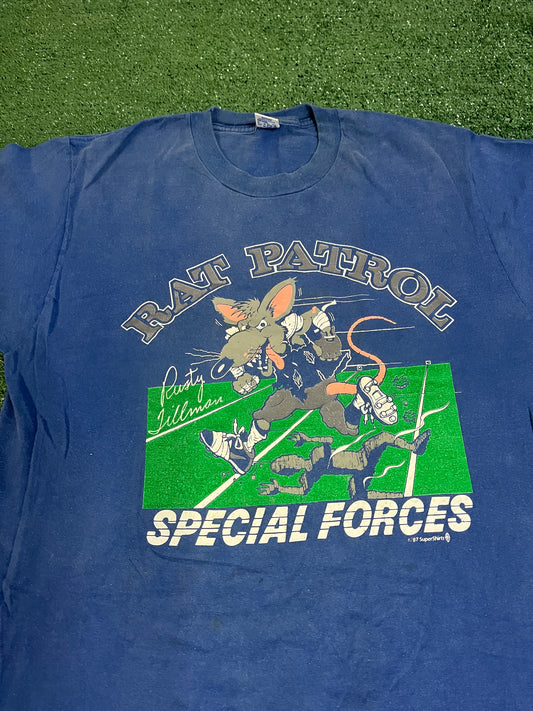 RAT PATROL
Rusty
Tillman
SPECIAL FORCES
© '87 SuperShirts